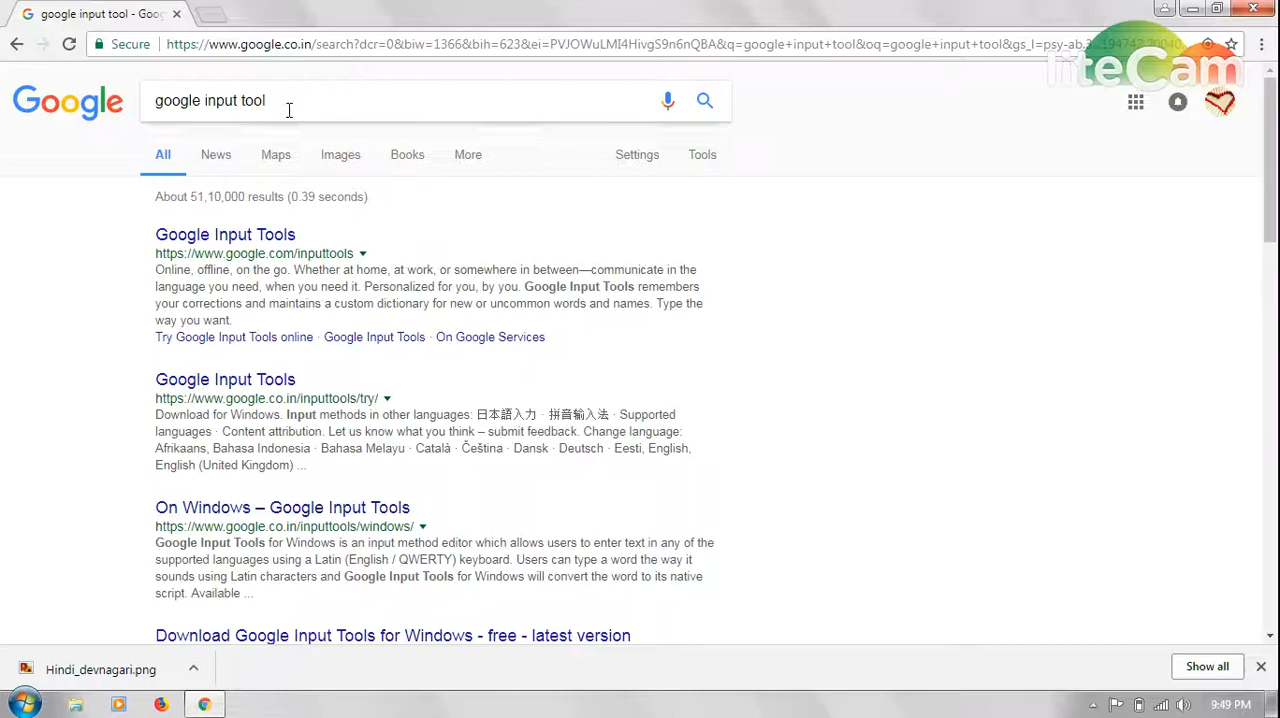 google input tool - Goo
Secure
https://www.google.co.in/search?dcr=0&biw=1366&bih=623&ei=PVJOWuLMI4HivgS9r6nQBA&q=google+input+tool&oq=google+input+tool&gs_l=psy-ab.3
liteCam
Google
google input tool
All News Maps Images Books More Settings Tools
About 51,10,000 results (0.39 seconds)
Google Input Tools
https://www.google.com/inputtools
Online, offline, on the go. Whether at home, at work, or somewhere in between—communicate in the
language you need, when you need it. Personalized for you, by you. Google Input Tools remembers
your corrections and maintains a custom dictionary for new or uncommon words and names. Type the
way you want.
Try Google Input Tools online · Google Input Tools · On Google Services
Google Input Tools
https://www.google.co.in/inputtools/try/
Download for Windows. Input methods in other languages: 日本語入力 · 拼音输入法 · Supported
languages · Content attribution. Let us know what you think – submit feedback. Change language:
Afrikaans, Bahasa Indonesia · Bahasa Melayu · Català · Čeština · Dansk · Deutsch · Eesti, English,
English (United Kingdom) ...
On Windows – Google Input Tools
https://www.google.co.in/inputtools/windows/
Google Input Tools for Windows is an input method editor which allows users to enter text in any of the
supported languages using a Latin (English / QWERTY) keyboard. Users can type a word the way it
sounds using Latin characters and Google Input Tools for Windows will convert the word to its native
script. Available ...
Download Google Input Tools for Windows - free - latest version
Hindi_devnagari.png
Show all
9:49 PM